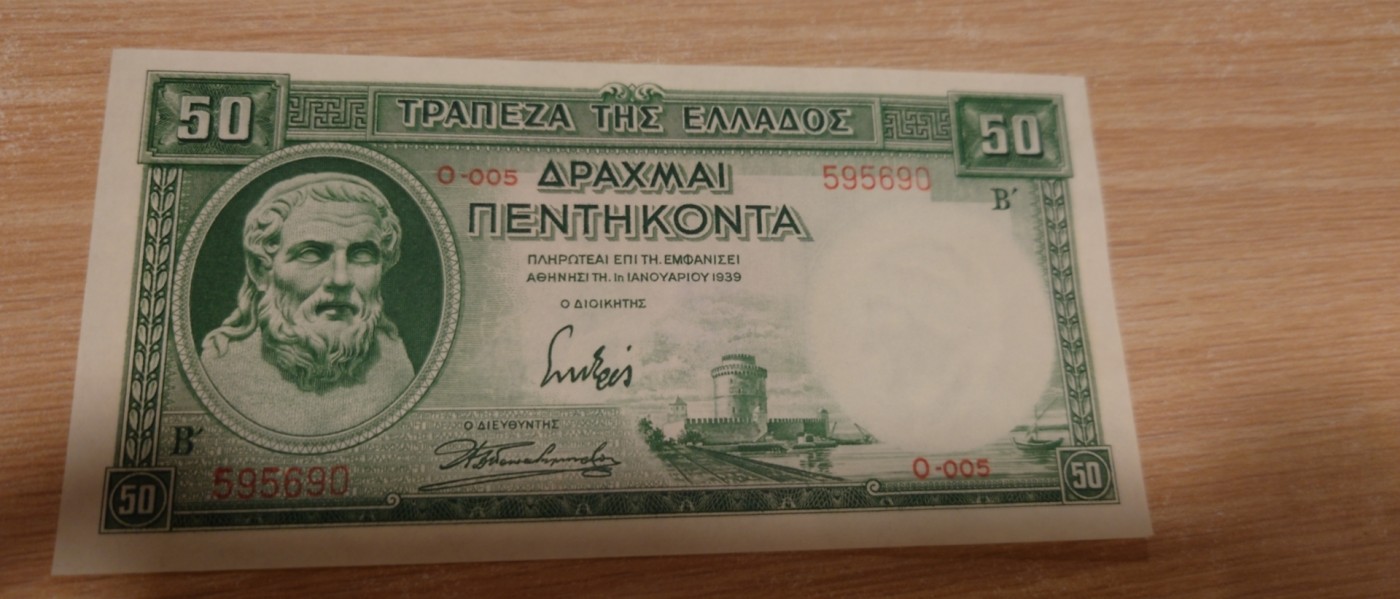 50 ΤΡΑΠΕΖΑ ΤΗΣ ΕΛΛΑΔΟΣ 50
O-005 ΔΡΑΧΜΑΙ 595690
ΠΕΝΤΗΚΟΝΤΑ Β΄
ΠΛΗΡΩΤΕΑΙ ΕΠΙ ΤΗ. ΕΜΦΑΝΙΣΕΙ
ΑΘΗΝΗΣΙ ΤΗ. 1η ΙΑΝΟΥΑΡΙΟΥ 1939
Ο ΔΙΟΙΚΗΤΗΣ
Ο ΔΙΕΥΘΥΝΤΗΣ
Β΄
595690 O-005
50 50